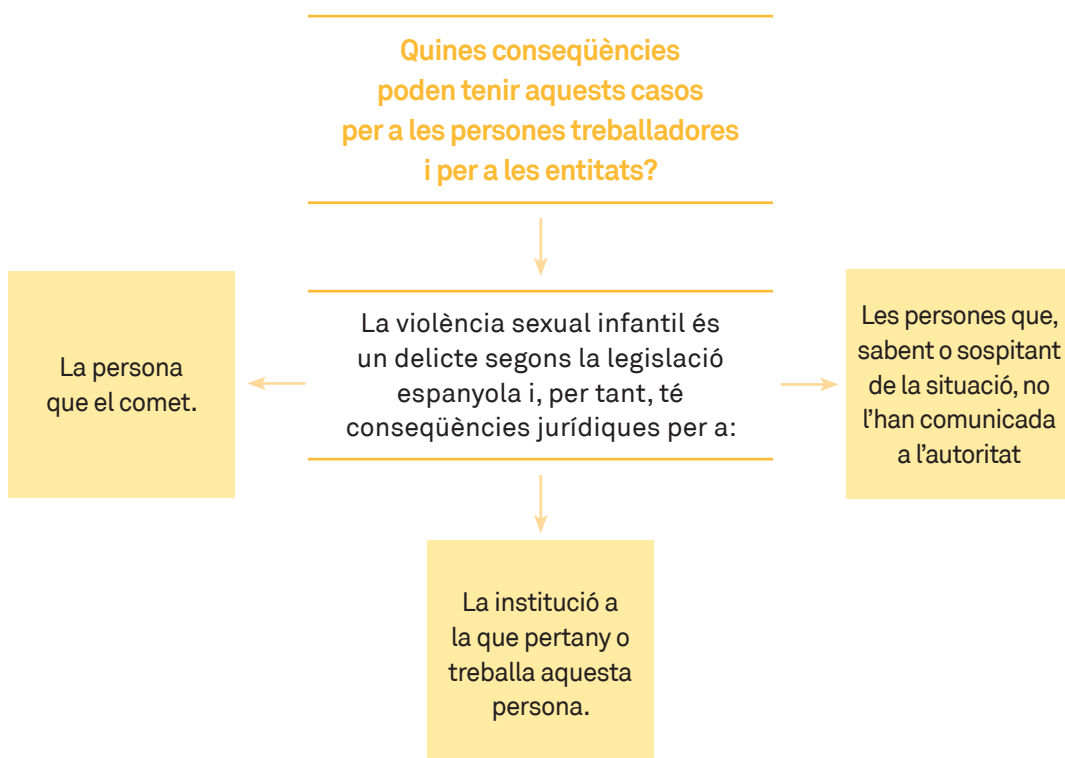 Quines conseqüències
poden tenir aquests casos
per a les persones treballadores
i per a les entitats?
La violència sexual infantil és
un delicte segons la legislació
espanyola i, per tant, té
conseqüències jurídiques per a:
La persona
que el comet.
Les persones que,
sabent o sospitant
de la situació, no
l'han comunicada
a l'autoritat
La institució a
la que pertany o
treballa aquesta
persona.